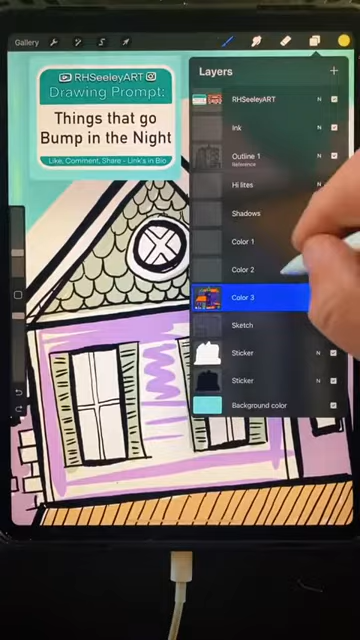 Gallery
RHSeeleyART
Drawing Prompt:
Things that go
Bump in the Night
Like, Comment, Share - Link's in Bio
Layers
RHSeeleyART
N
Ink
N
Outline 1
N
Reference
Hi lites
N
Shadows
Color 1
Color 2
Color 3
Sketch
Sticker
N
Sticker
N
Background color